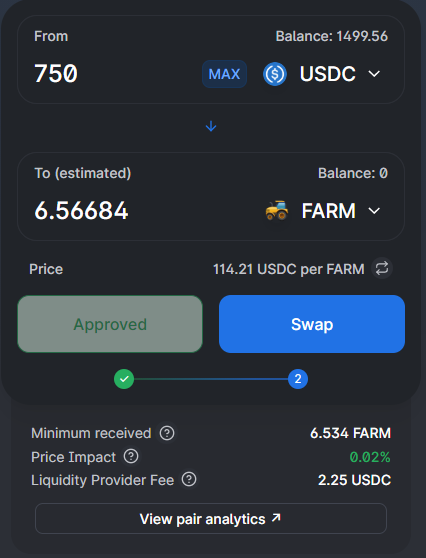 From Balance: 1499.56
750 MAX USDC
To (estimated) Balance: 0
6.56684 FARM
Price 114.21 USDC per FARM
Approved Swap
2
Minimum received ? 6.534 FARM
Price Impact ? 0.02%
Liquidity Provider Fee ? 2.25 USDC
View pair analytics ↗